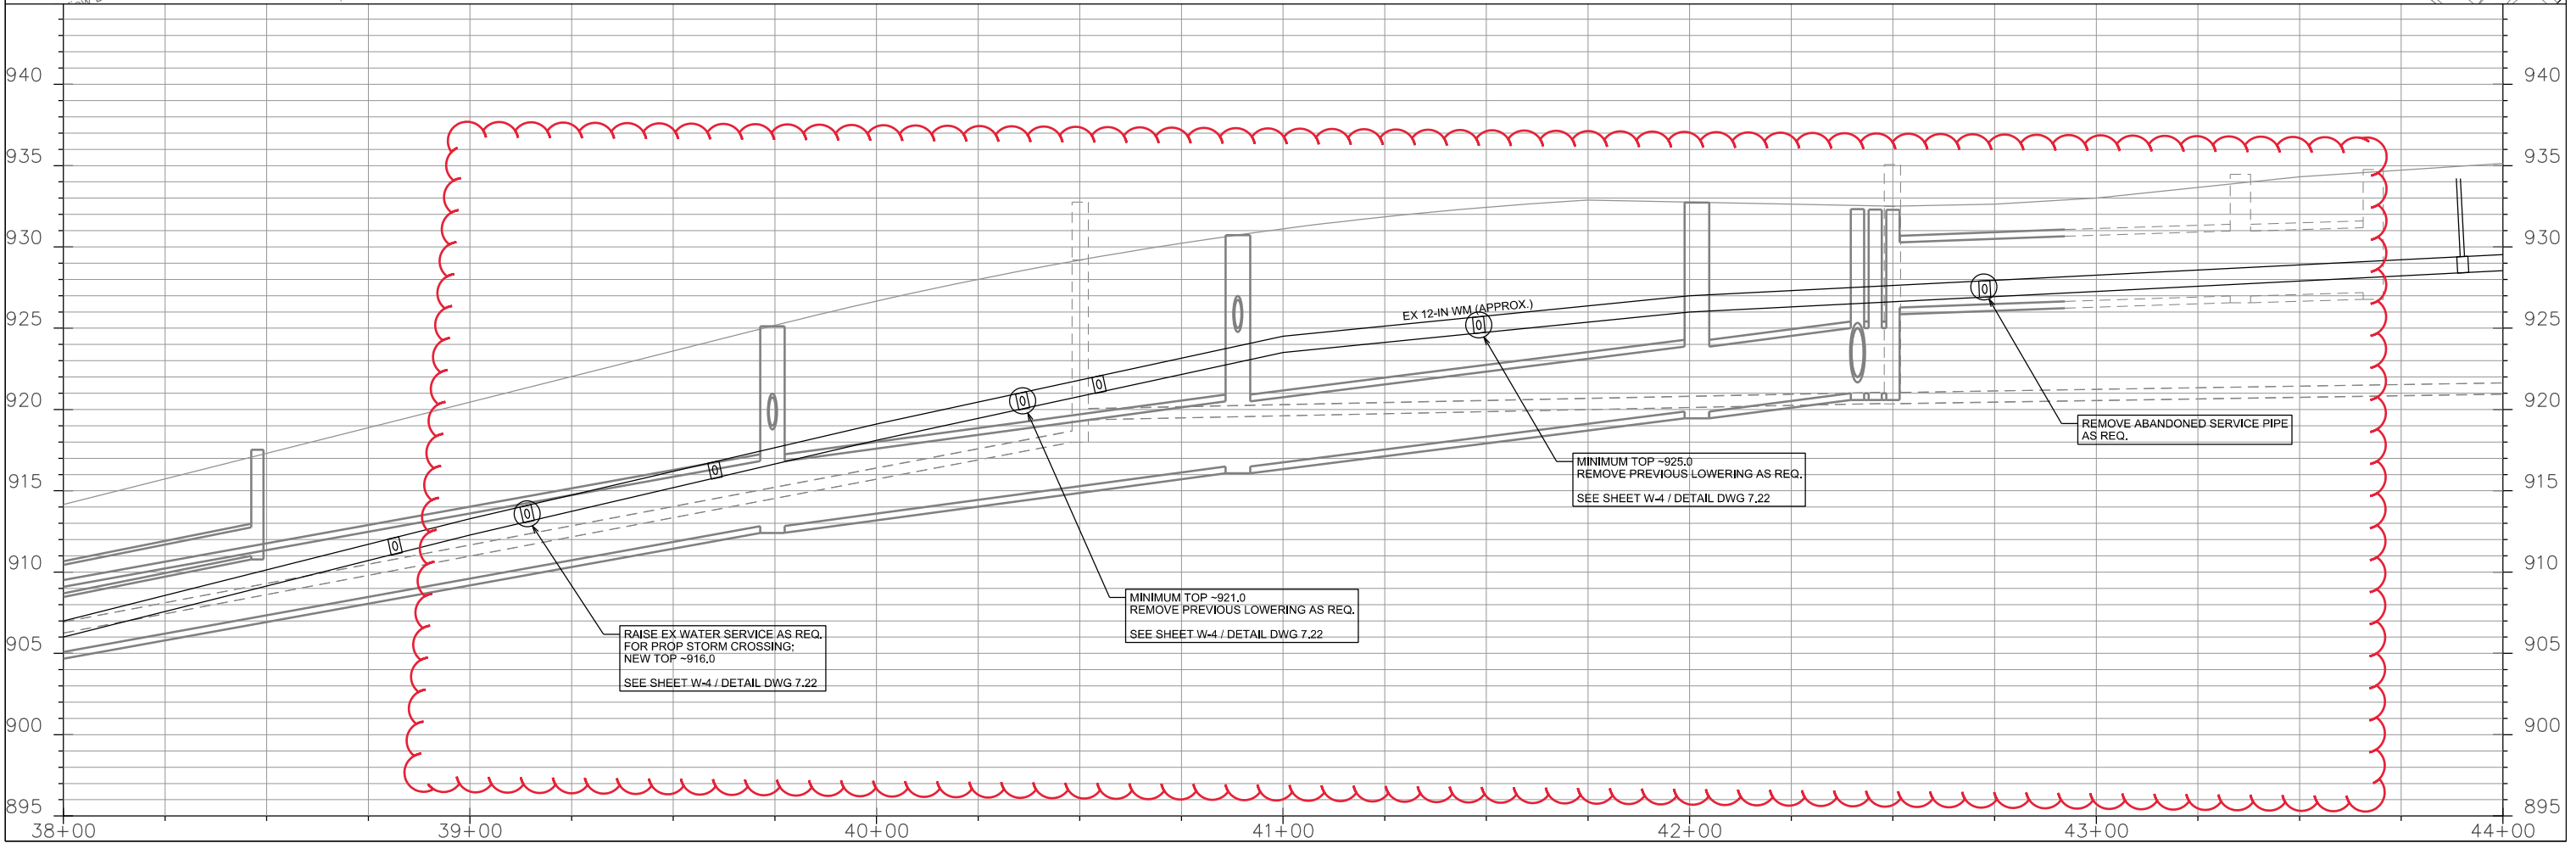 940
940
935
935
930
930
EX 12-IN WM (APPROX.)
925
925
920
920
REMOVE ABANDONED SERVICE PIPE
AS REQ.
MINIMUM TOP ~925.0
REMOVE PREVIOUS LOWERING AS REQ.
SEE SHEET W-4 / DETAIL DWG 7.22
915
915
910
910
MINIMUM TOP ~921.0
REMOVE PREVIOUS LOWERING AS REQ.
SEE SHEET W-4 / DETAIL DWG 7.22
RAISE EX WATER SERVICE AS REQ.
FOR PROP STORM CROSSING;
NEW TOP ~916.0
SEE SHEET W-4 / DETAIL DWG 7.22
905
905
900
900
895
895
38+00
39+00
40+00
41+00
42+00
43+00
44+00